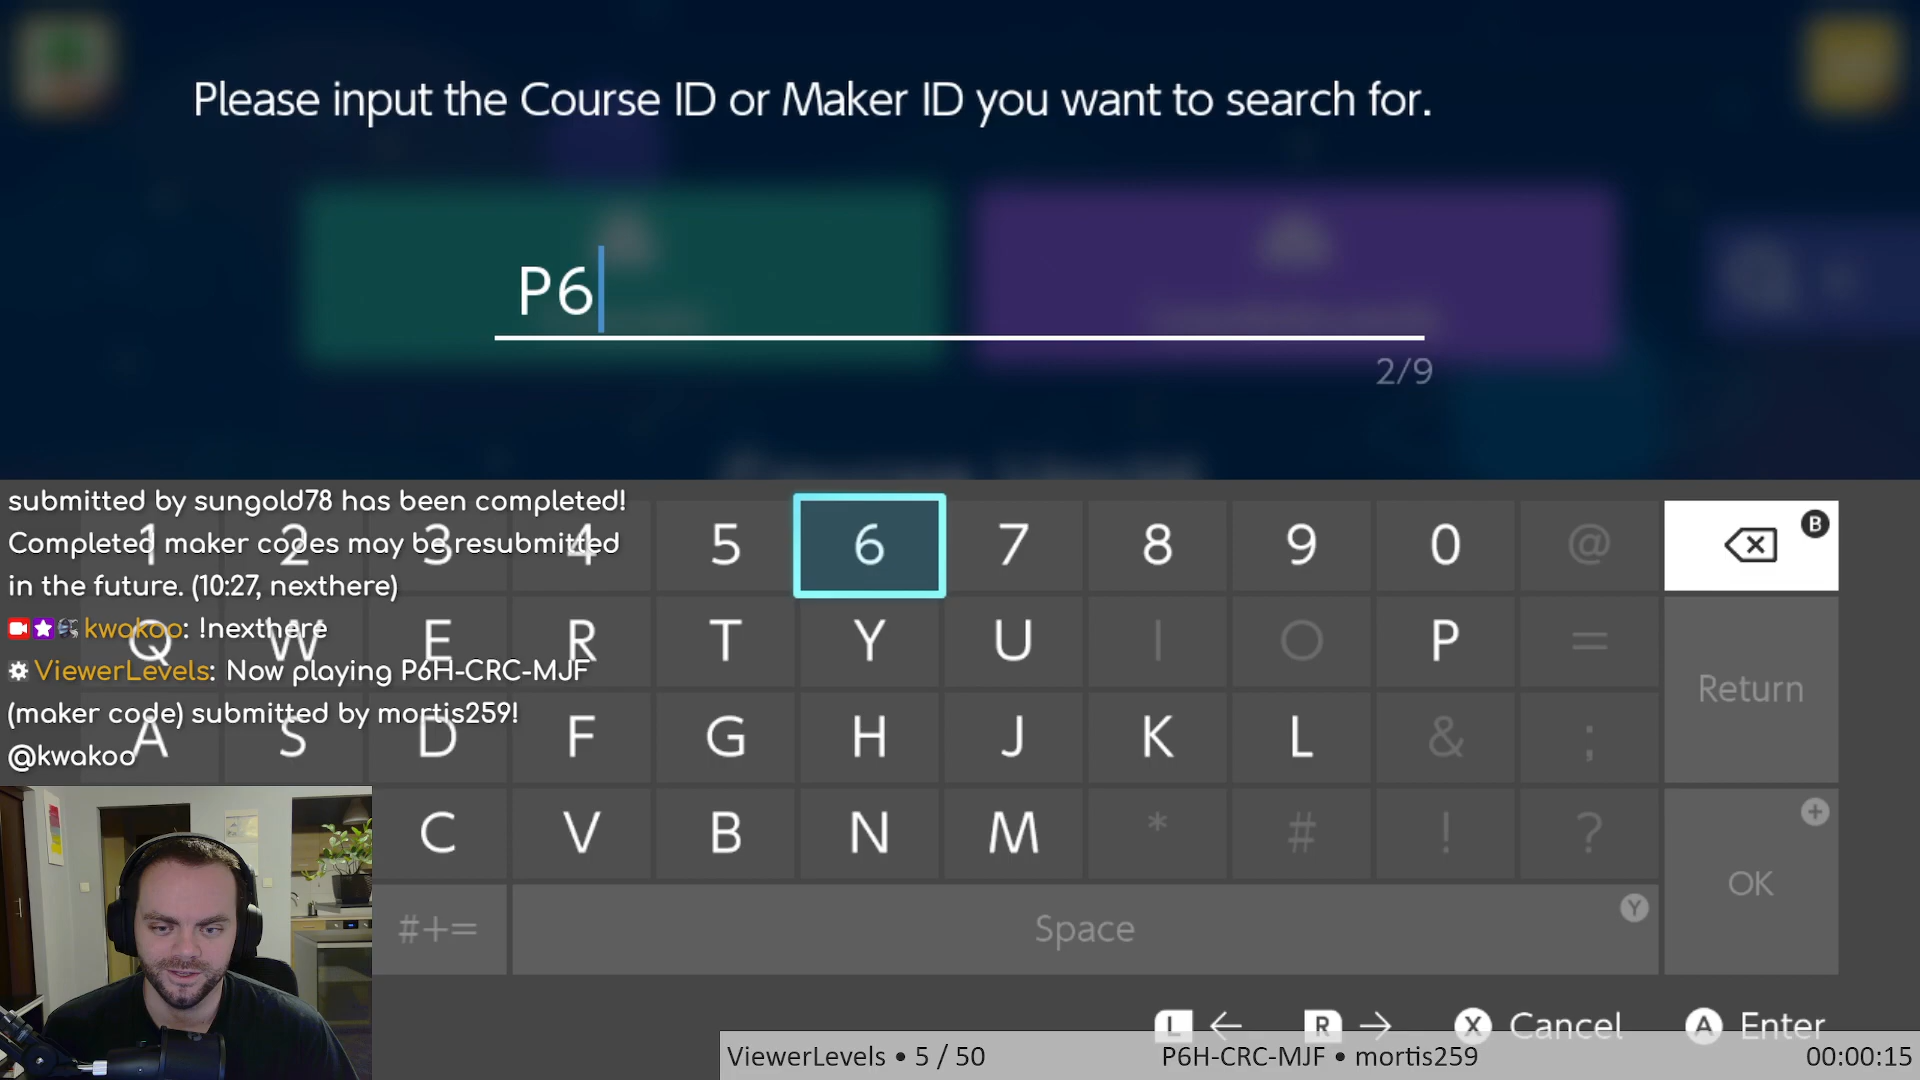 Please input the Course ID or Maker ID you want to search for.
P6
2/9
submitted by sungold78 has been completed!
Completed maker codes may be resubmitted
in the future. (10:27, nexthere)
kwakoo: !nexthere
ViewerLevels: Now playing P6H-CRC-MJF
(maker code) submitted by mortis259!
@kwakoo
1 2 3 4 5 6 7 8 9 0 @ B
Q W E R T Y U I O P =
Return
A S D F G H J K L & ;
C V B N M * # ! ? +
OK
#+= Space Y
L ← R → X Cancel A Enter
ViewerLevels • 5 / 50 P6H-CRC-MJF • mortis259 00:00:15